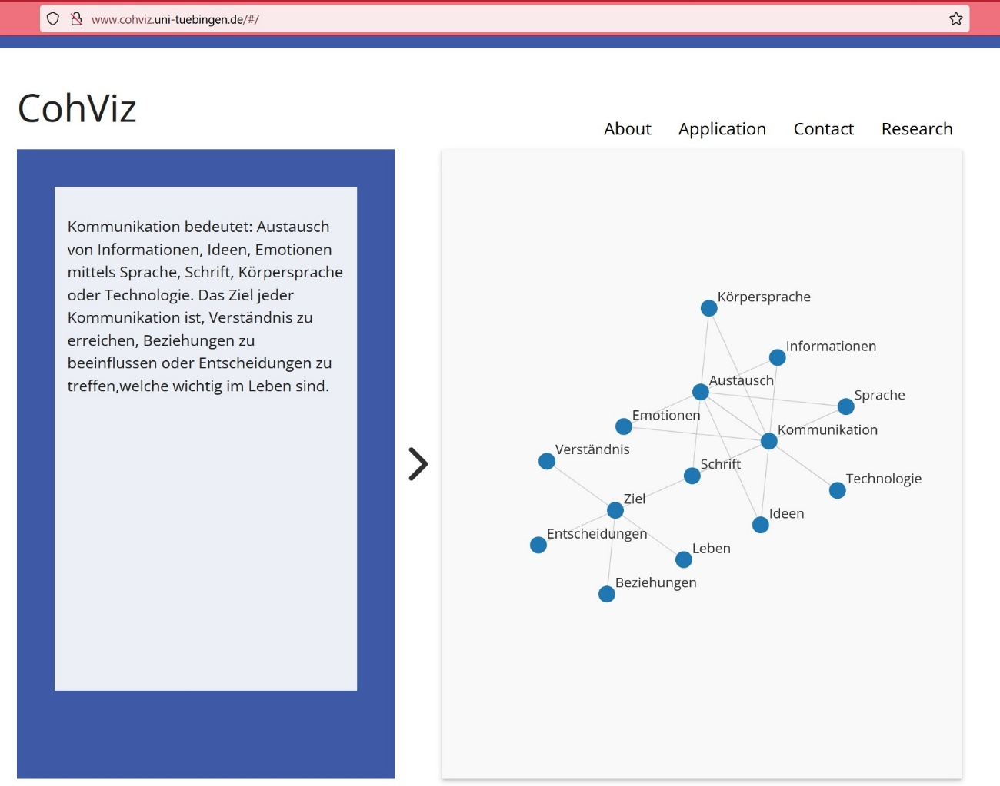 www.cohviz.uni-tuebingen.de/#/
CohViz
About Application Contact Research
Kommunikation bedeutet: Austausch
von Informationen, Ideen, Emotionen
mittels Sprache, Schrift, Körpersprache
oder Technologie. Das Ziel jeder
Kommunikation ist, Verständnis zu
erreichen, Beziehungen zu
beeinflussen oder Entscheidungen zu
treffen,welche wichtig im Leben sind.
Körpersprache
Informationen
Austausch
Sprache
Emotionen
Kommunikation
Verständnis
Schrift
Technologie
Ziel
Ideen
Entscheidungen
Leben
Beziehungen